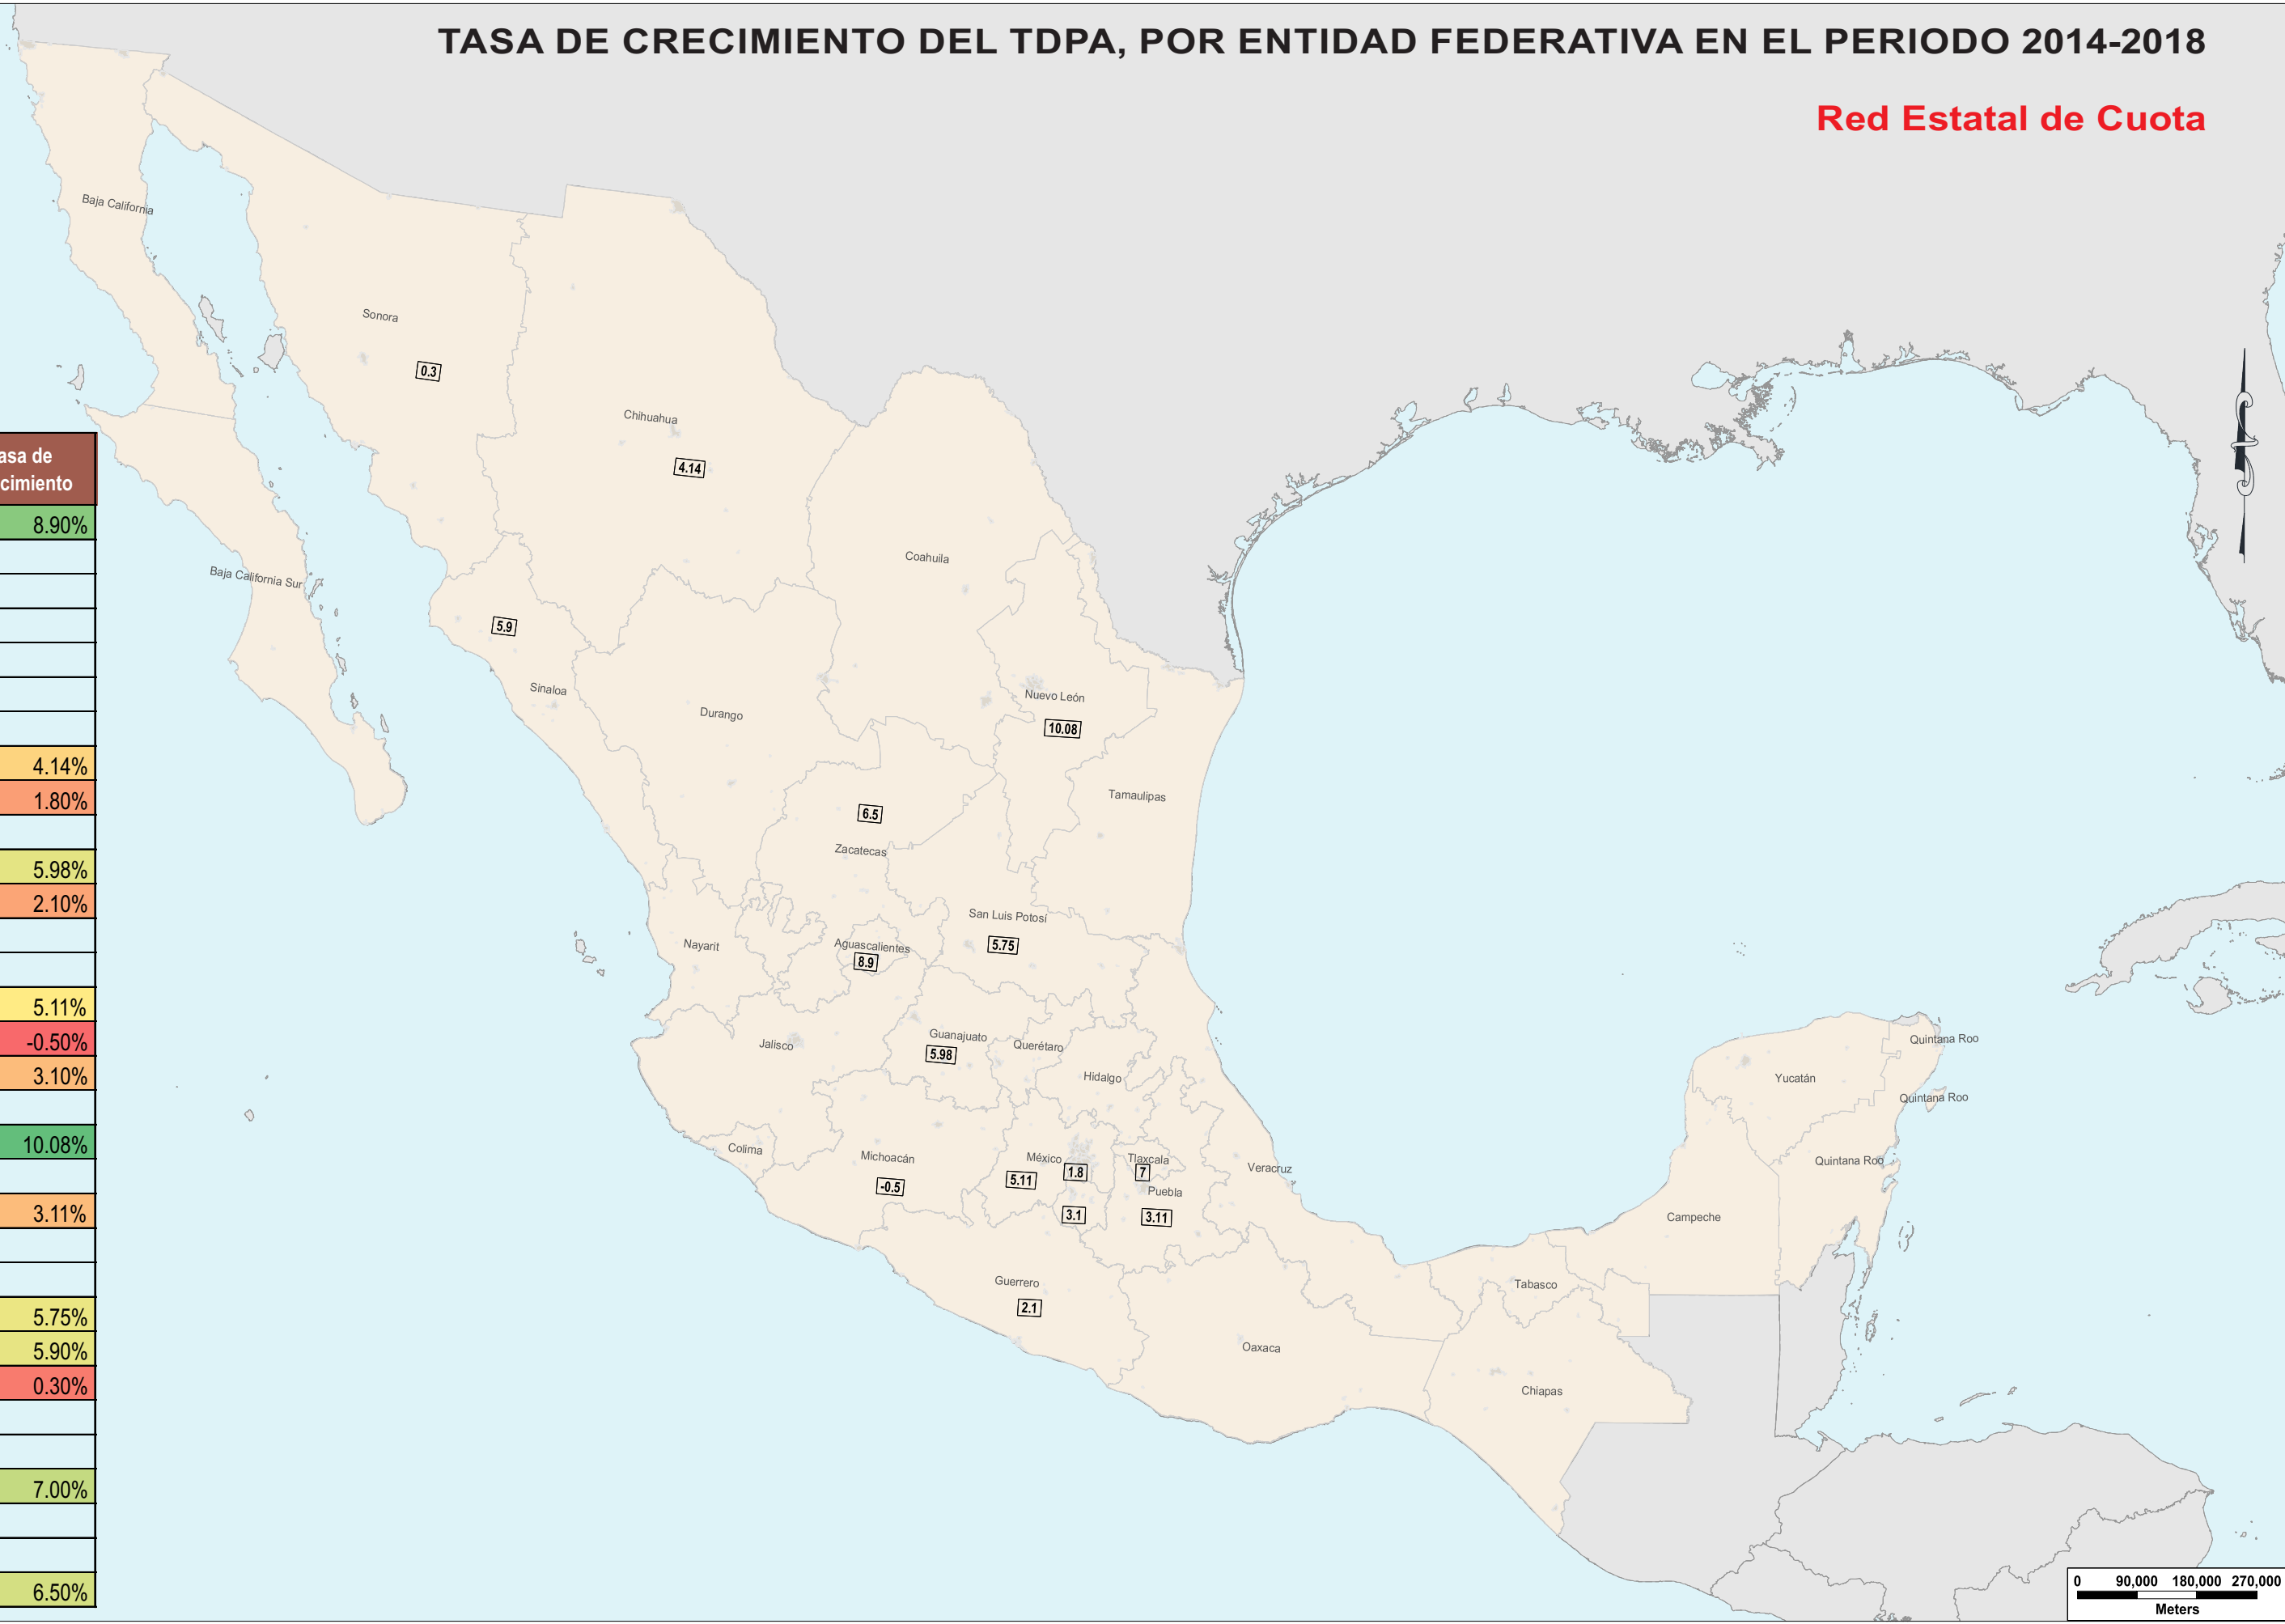 TASA DE CRECIMIENTO DEL TDPA, POR ENTIDAD FEDERATIVA EN EL PERIODO 2014-2018
Red Estatal de Cuota
asa de
cimiento
8.90%
4.14%
1.80%
5.98%
2.10%
5.11%
-0.50%
3.10%
10.08%
3.11%
5.75%
5.90%
0.30%
7.00%
6.50%
Baja California
Sonora
0.3
Chihuahua
4.14
Coahuila
Baja California Sur
5.9
Sinaloa
Durango
Nuevo León
10.08
Tamaulipas
6.5
Zacatecas
San Luis Potosí
5.75
Nayarit
Aguascalientes
8.9
Jalisco
Guanajuato
5.98
Querétaro
Hidalgo
Colima
Michoacán
-0.5
México
5.11
1.8
3.1
Tlaxcala
7
Puebla
3.11
Veracruz
Guerrero
2.1
Oaxaca
Tabasco
Chiapas
Campeche
Yucatán
Quintana Roo
Quintana Roo
Quintana Roo
0 90,000 180,000 270,000
Meters